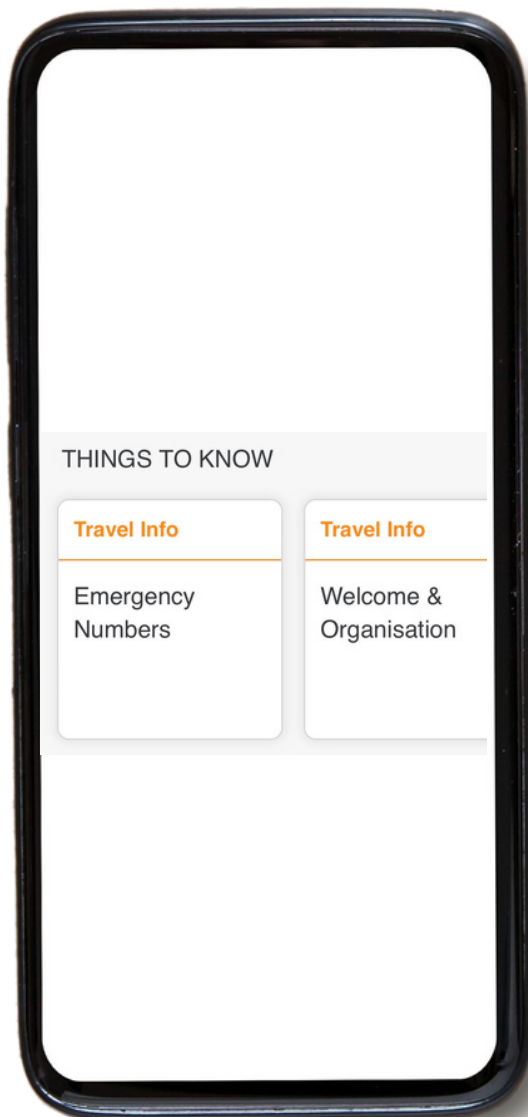 THINGS TO KNOW
Travel Info
Emergency
Numbers
Travel Info
Welcome &
Organisation